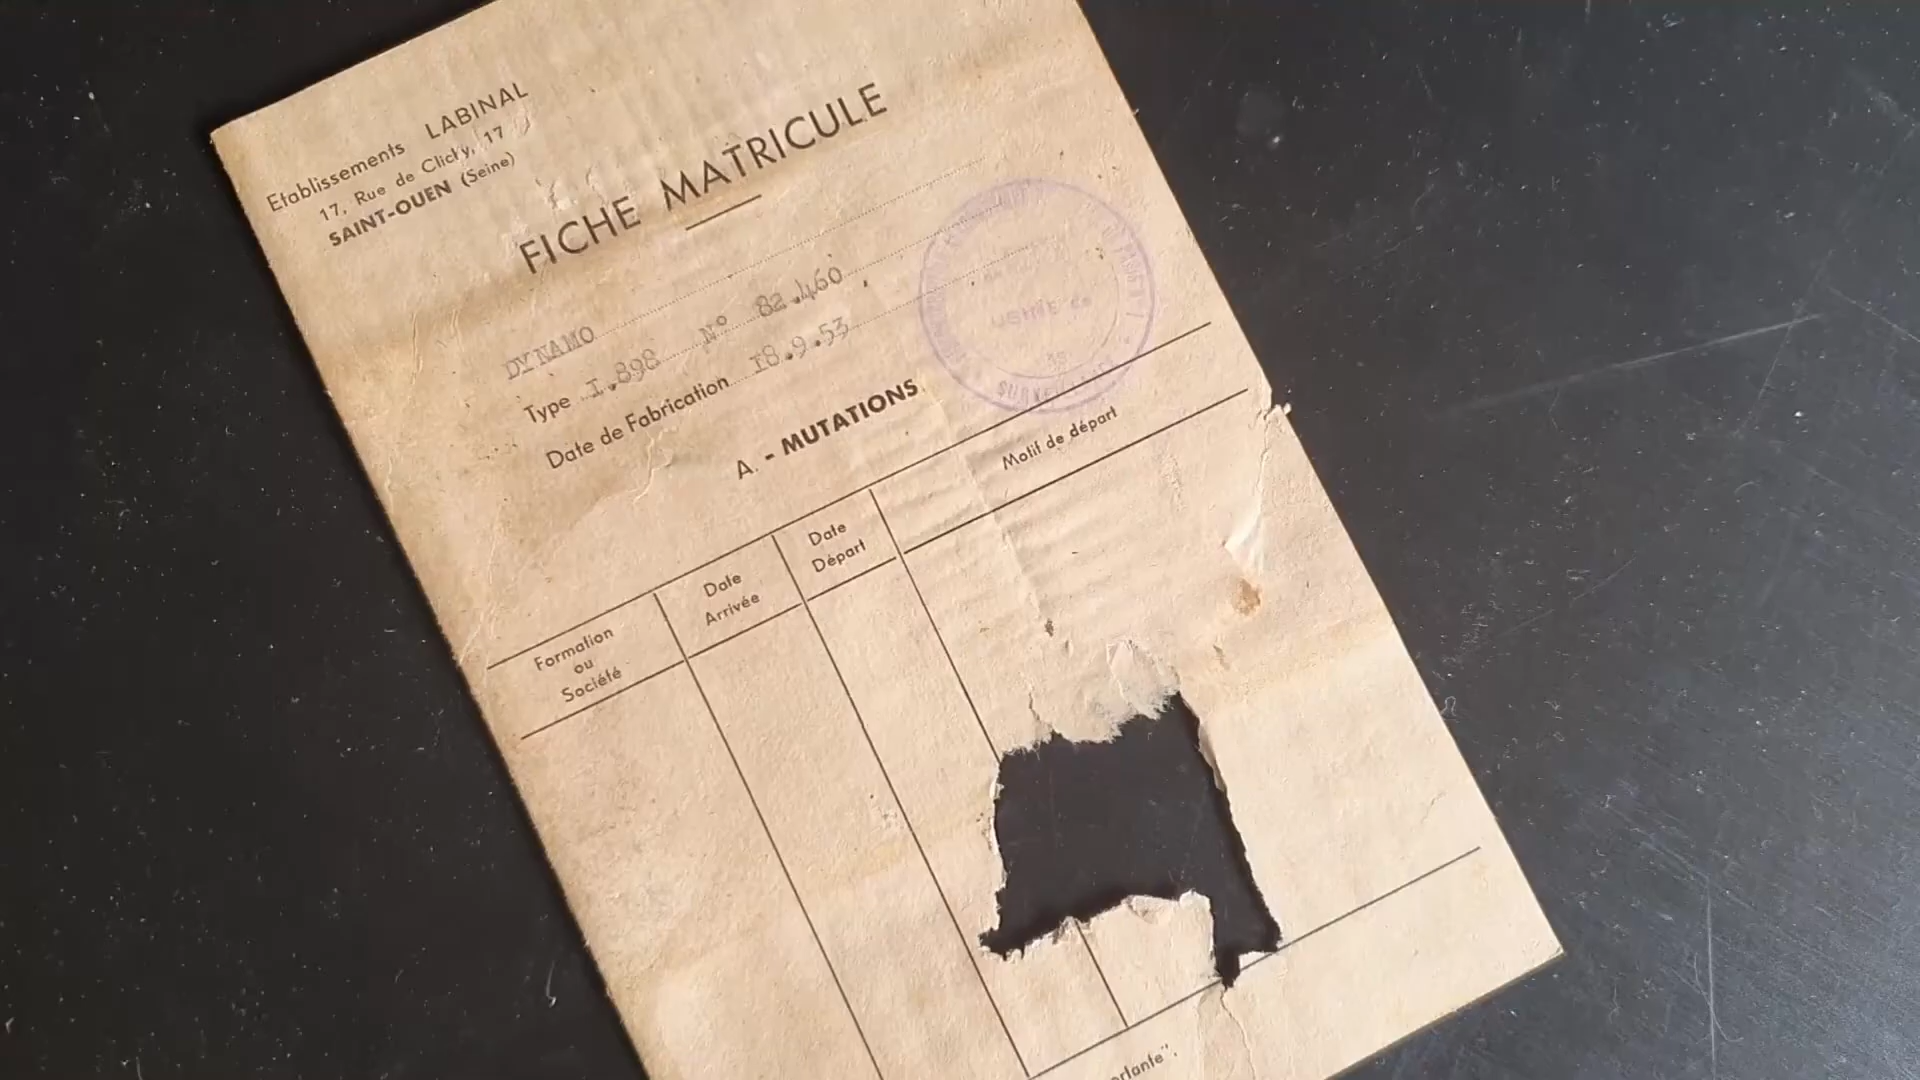 Etablissements LABINAL
17, Rue de Clichy, 17
SAINT-OUEN (Seine)
FICHE MATRICULE
DYNAMO
Type I.898 N° 82.460
Date de Fabrication 18.9.53
A. - MUTATIONS
Formation
ou
Société
Date
Arrivée
Date
Départ
Motif de départ